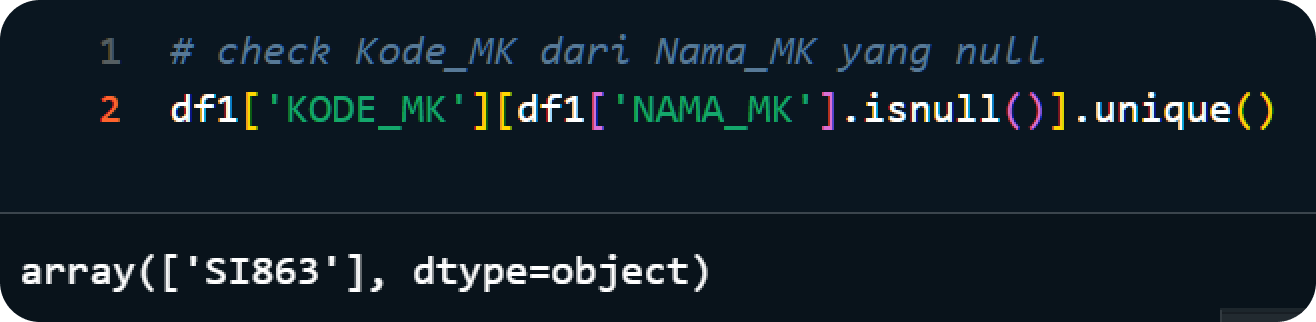 1 # check Kode_MK dari Nama_MK yang null
2 df1['KODE_MK'][df1['NAMA_MK'].isnull()].unique()
array(['SI863'], dtype=object)